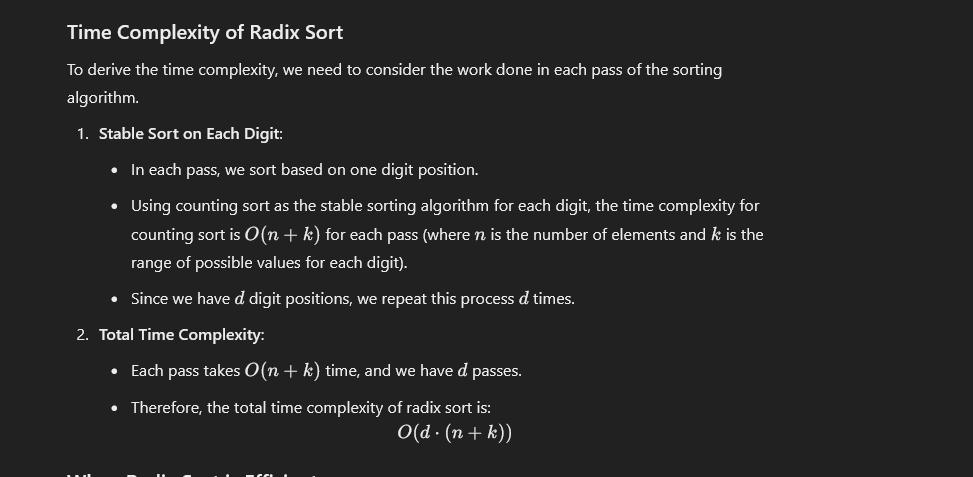 Time Complexity of Radix Sort
To derive the time complexity, we need to consider the work done in each pass of the sorting
algorithm.
1. Stable Sort on Each Digit:
• In each pass, we sort based on one digit position.
• Using counting sort as the stable sorting algorithm for each digit, the time complexity for
counting sort is O(n + k) for each pass (where n is the number of elements and k is the
range of possible values for each digit).
• Since we have d digit positions, we repeat this process d times.
2. Total Time Complexity:
• Each pass takes O(n + k) time, and we have d passes.
• Therefore, the total time complexity of radix sort is:
O(d · (n + k))